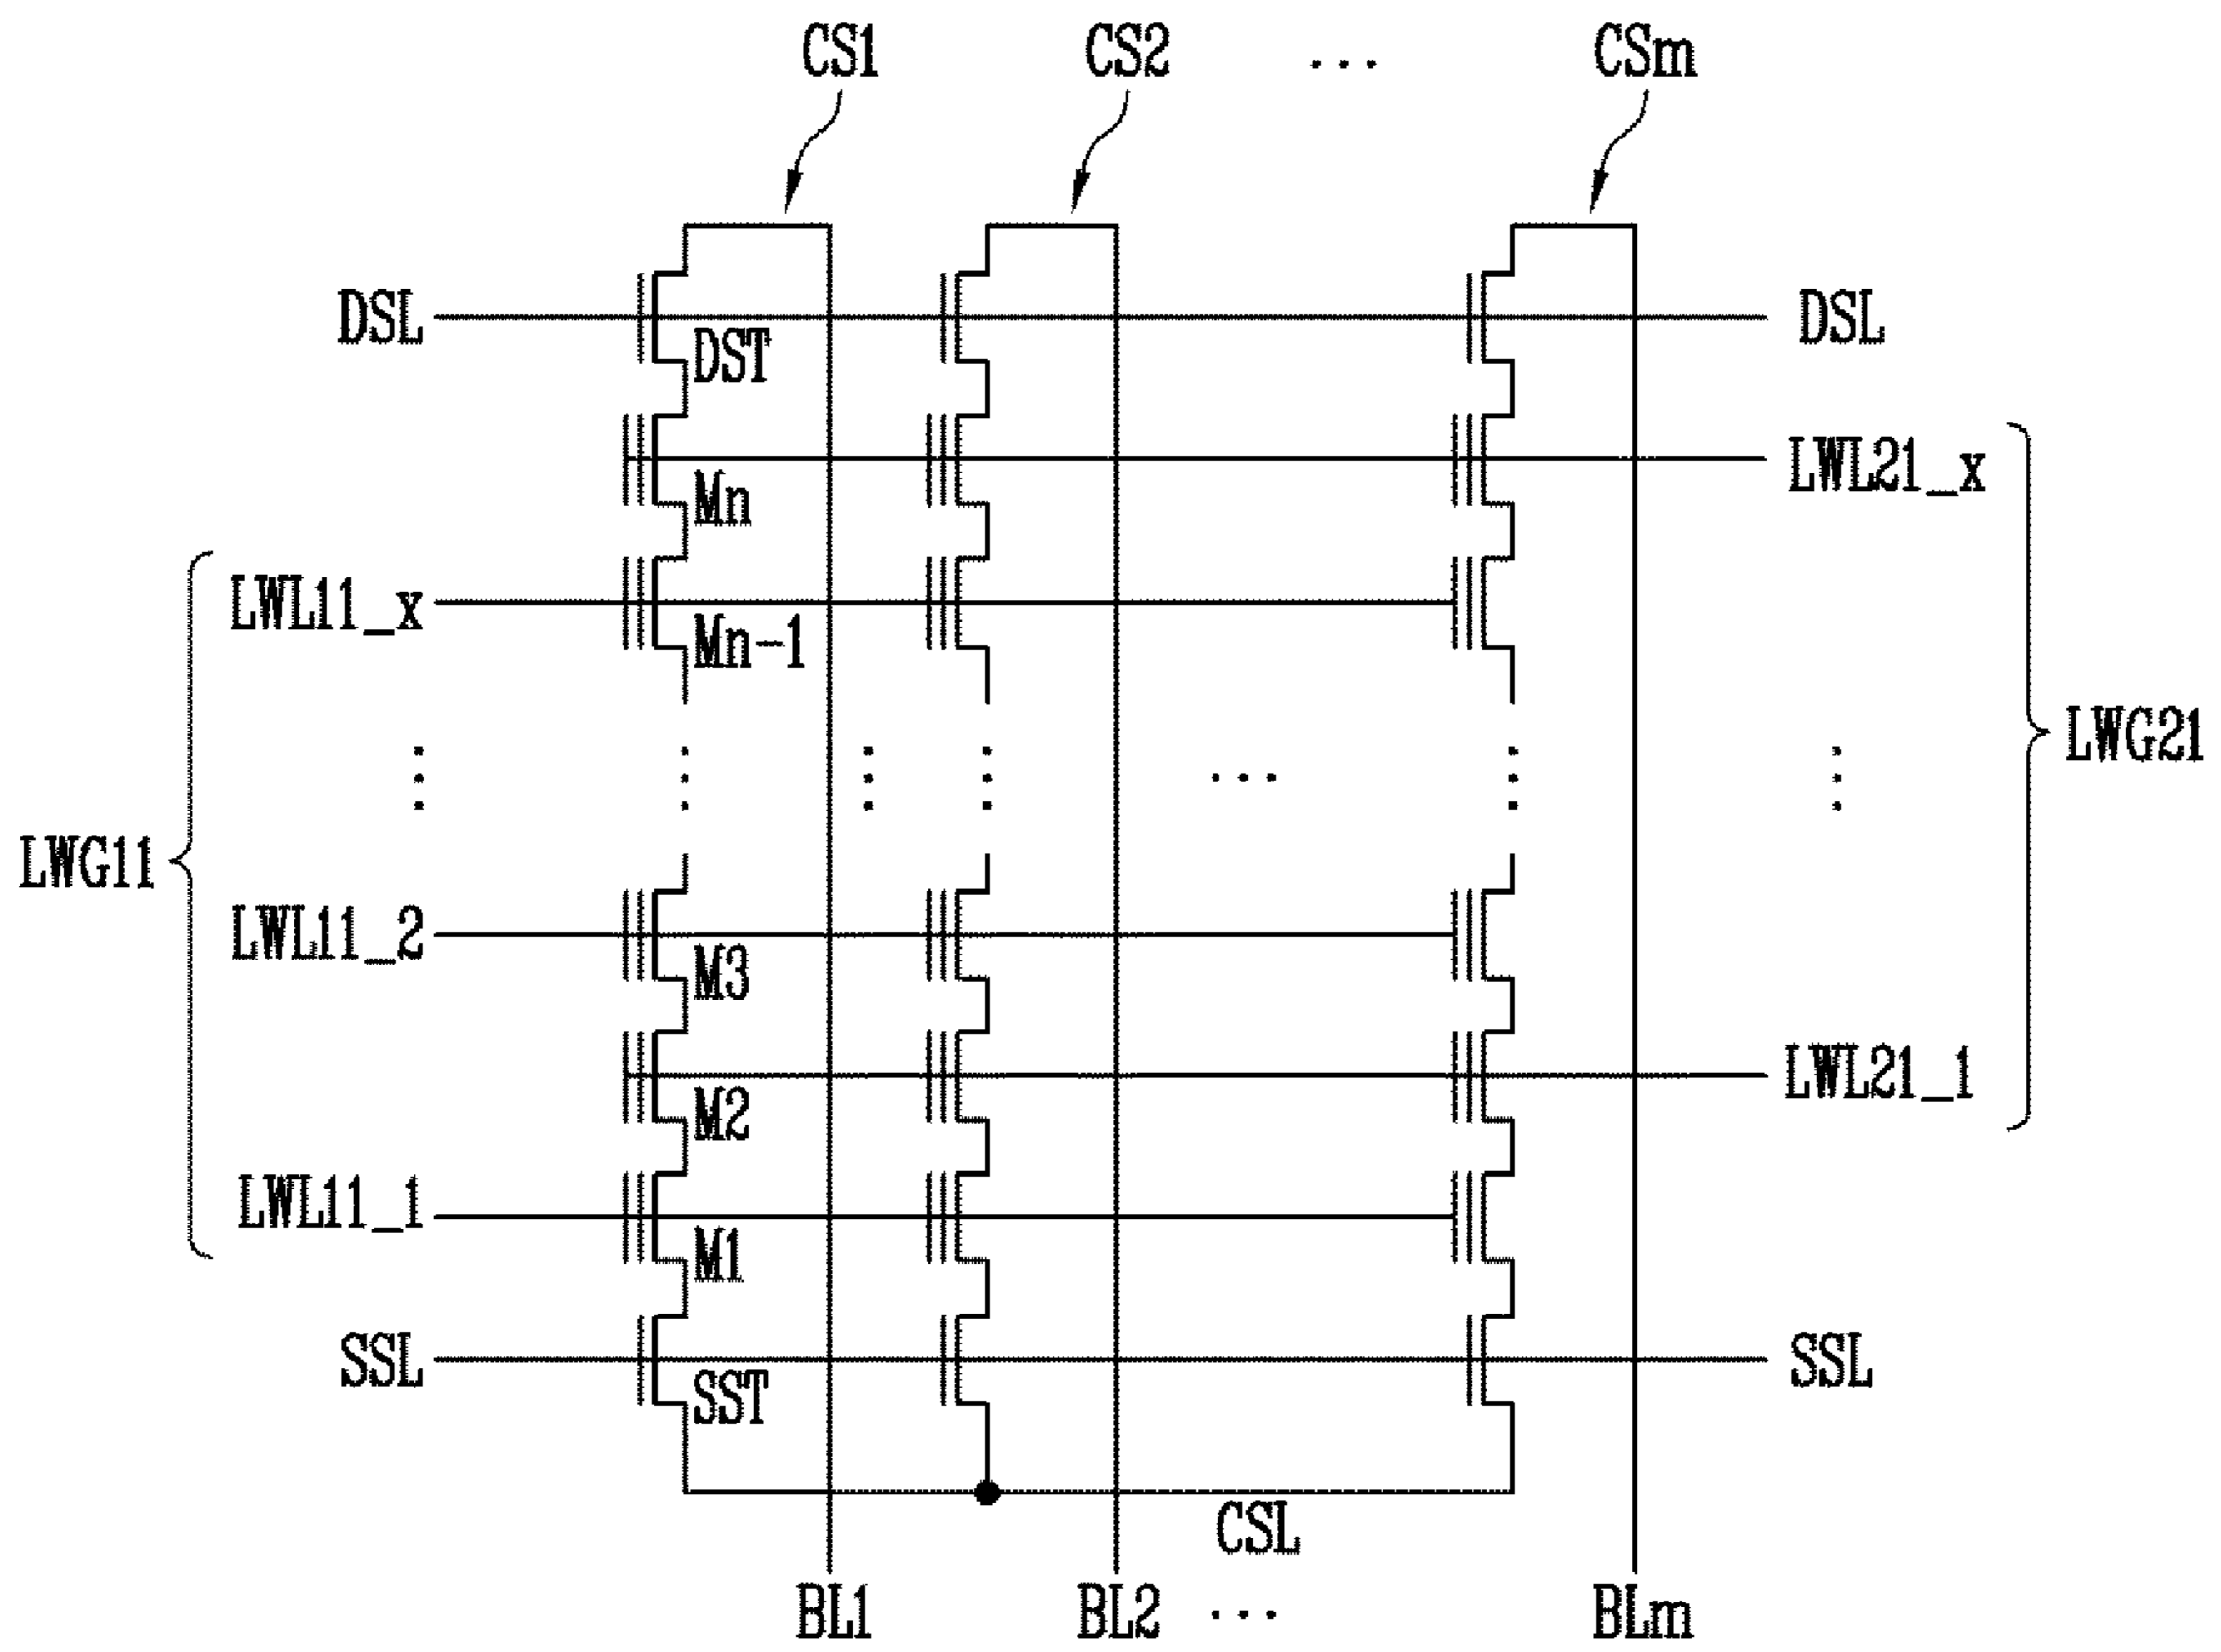 CS1 CS2 ... CSm
DSL DSL
DST
LWL21_x
Mn
LWL11_x
Mn-1
LWG21
LWG11
LWL11_2
M3
LWL21_1
M2
LWL11_1
M1
SSL SSL
SST
CSL
BL1 BL2 ... BLm